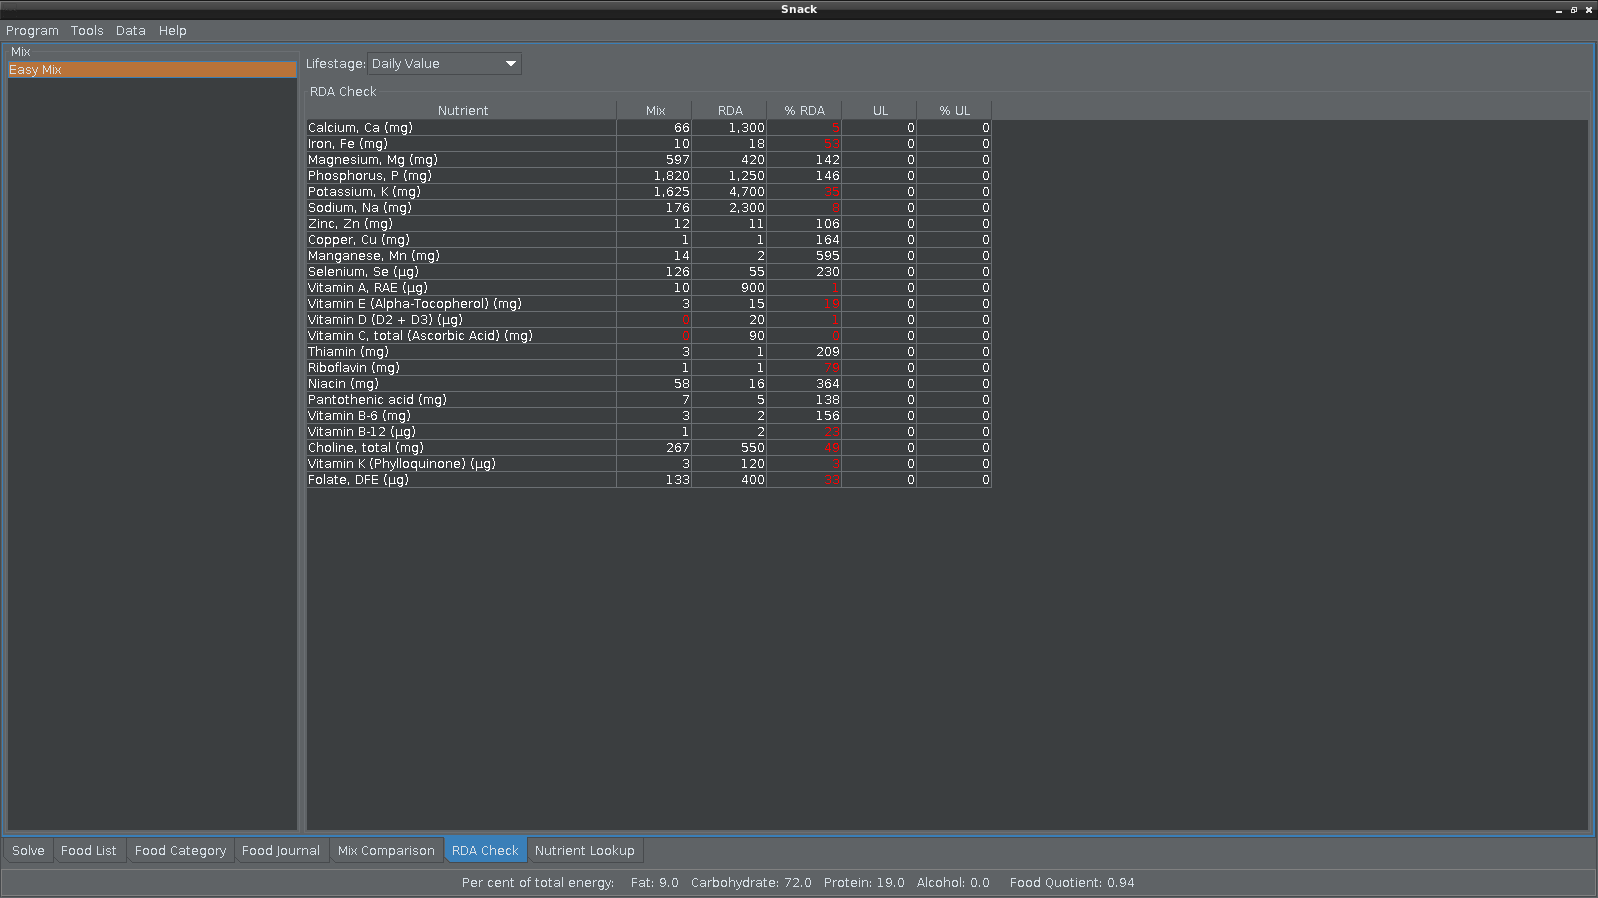 Snack
Program Tools Data Help
Mix
Easy Mix
Lifestage: Daily Value
RDA Check
Nutrient Mix RDA % RDA UL % UL
Calcium, Ca (mg) 66 1,300 5 0 0
Iron, Fe (mg) 10 18 53 0 0
Magnesium, Mg (mg) 597 420 142 0 0
Phosphorus, P (mg) 1,820 1,250 146 0 0
Potassium, K (mg) 1,625 4,700 35 0 0
Sodium, Na (mg) 176 2,300 8 0 0
Zinc, Zn (mg) 12 11 106 0 0
Copper, Cu (mg) 1 1 164 0 0
Manganese, Mn (mg) 14 2 595 0 0
Selenium, Se (µg) 126 55 230 0 0
Vitamin A, RAE (µg) 10 900 1 0 0
Vitamin E (Alpha-Tocopherol) (mg) 3 15 19 0 0
Vitamin D (D2 + D3) (µg) 0 20 1 0 0
Vitamin C, total (Ascorbic Acid) (mg) 0 90 0 0 0
Thiamin (mg) 3 1 209 0 0
Riboflavin (mg) 1 1 79 0 0
Niacin (mg) 58 16 364 0 0
Pantothenic acid (mg) 7 5 138 0 0
Vitamin B-6 (mg) 3 2 156 0 0
Vitamin B-12 (µg) 1 2 23 0 0
Choline, total (mg) 267 550 49 0 0
Vitamin K (Phylloquinone) (µg) 3 120 3 0 0
Folate, DFE (µg) 133 400 33 0 0
Solve Food List Food Category Food Journal Mix Comparison RDA Check Nutrient Lookup
Per cent of total energy: Fat: 9.0 Carbohydrate: 72.0 Protein: 19.0 Alcohol: 0.0 Food Quotient: 0.94